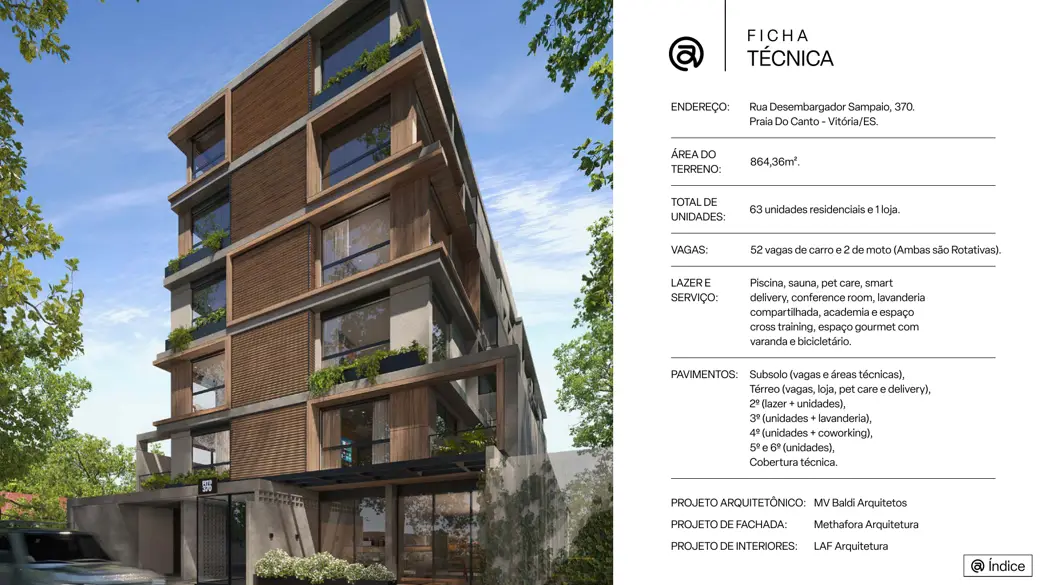 FICHA
TÉCNICA
ENDEREÇO:
Rua Desembargador Sampaio, 370.
Praia Do Canto - Vitória/ES.
ÁREA DO
TERRENO:
864,36m².
TOTAL DE
UNIDADES:
63 unidades residenciais e 1 loja.
VAGAS:
52 vagas de carro e 2 de moto (Ambas são Rotativas).
LAZER E
SERVIÇO:
Piscina, sauna, pet care, smart
delivery, conference room, lavanderia
compartilhada, academia e espaço
cross training, espaço gourmet com
varanda e bicicletário.
PAVIMENTOS:
Subsolo (vagas e áreas técnicas),
Térreo (vagas, loja, pet care e delivery),
2º (lazer + unidades),
3º (unidades + lavanderia),
4º (unidades + coworking),
5º e 6º (unidades),
Cobertura técnica.
PROJETO ARQUITETÔNICO: MV Baldi Arquitetos
PROJETO DE FACHADA: Methafora Arquitetura
PROJETO DE INTERIORES: LAF Arquitetura
@ Índice